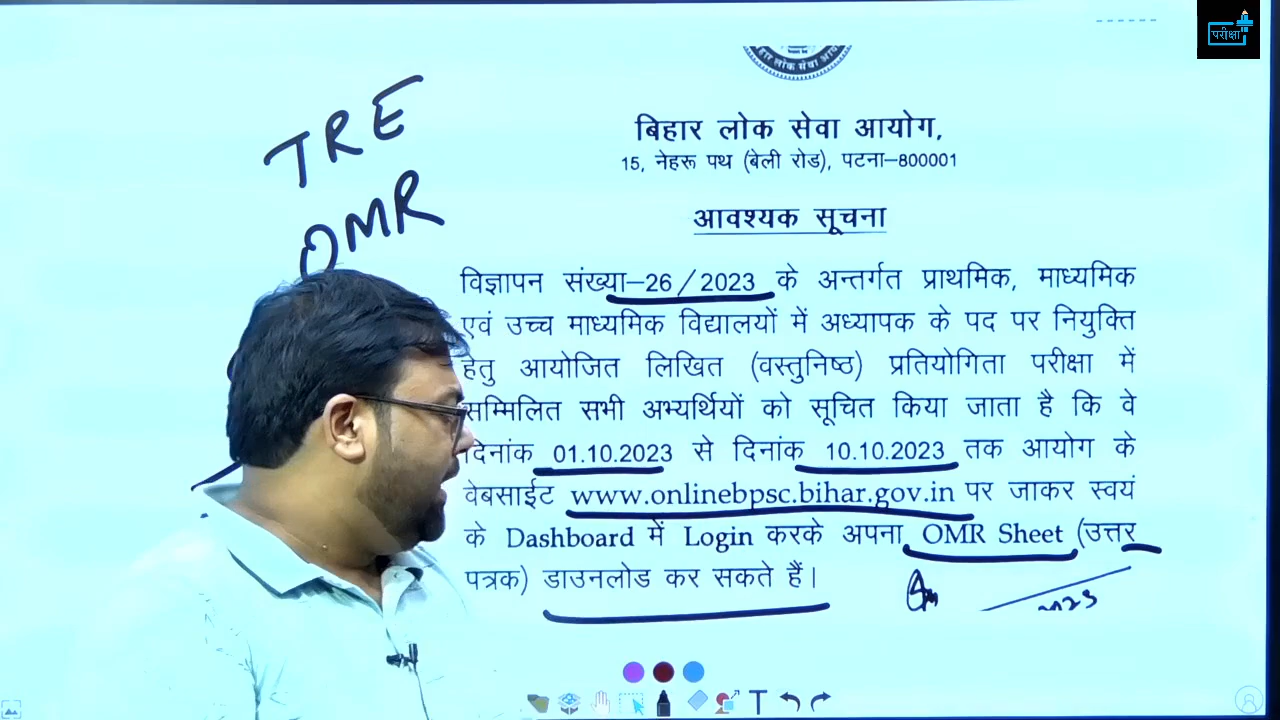 परीक्षा
बिहार लोक सेवा आयोग,
15, नेहरू पथ (बेली रोड), पटना–800001
TRE
OMR
आवश्यक सूचना
विज्ञापन संख्या–26/2023 के अन्तर्गत प्राथमिक, माध्यमिक
एवं उच्च माध्यमिक विद्यालयों में अध्यापक के पद पर नियुक्ति
हेतु आयोजित लिखित (वस्तुनिष्ठ) प्रतियोगिता परीक्षा में
सम्मिलित सभी अभ्यर्थियों को सूचित किया जाता है कि वे
दिनांक 01.10.2023 से दिनांक 10.10.2023 तक आयोग के
वेबसाईट www.onlinebpsc.bihar.gov.in पर जाकर स्वयं
के Dashboard में Login करके अपना OMR Sheet (उत्तर
पत्रक) डाउनलोड कर सकते हैं।